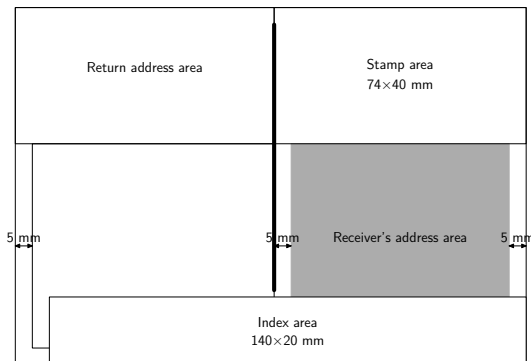 Return address area
Stamp area
74×40 mm
5 mm
5 mm
Receiver's address area
5 mm
Index area
140×20 mm